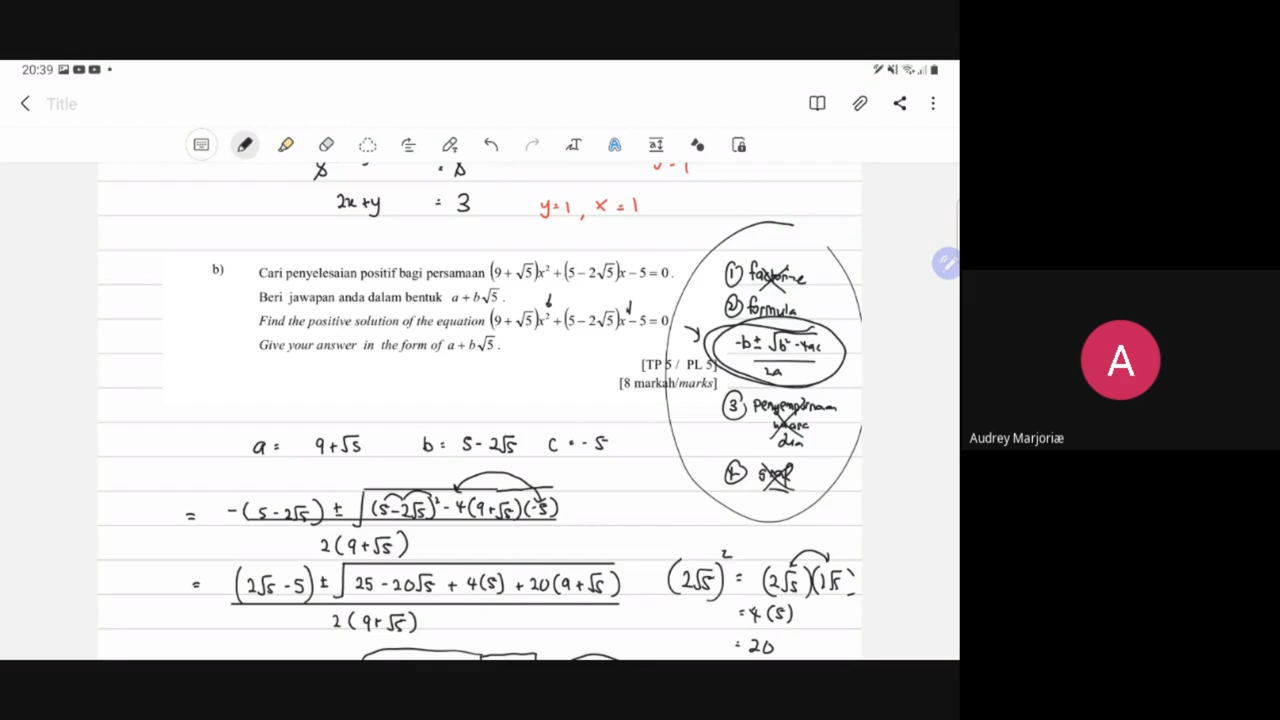 20:39
Title
2x+y = 3
y=1, x=1
b)
Cari penyelesaian positif bagi persamaan (9+√5)x²+(5−2√5)x−5=0.
Beri jawapan anda dalam bentuk a+b√5.
Find the positive solution of the equation (9+√5)x²+(5−2√5)x−5=0
Give your answer in the form of a+b√5.
[TP 5 / PL 5]
[8 markah/marks]
① factorise
② formula
-b ± √b²-4ac
2a
③
④
a = 9+√5 b = 5-2√5 c = -5
= -(5-2√5) ± √(5-2√5)²-4(9+√5)(-5)
2(9+√5)
= (2√5-5) ± √25-20√5+4(5)+20(9+√5)
2(9+√5)
(2√5)² = (2√5)(2√5)
= 4(5)
= 20
A
Audrey Marjoriæ